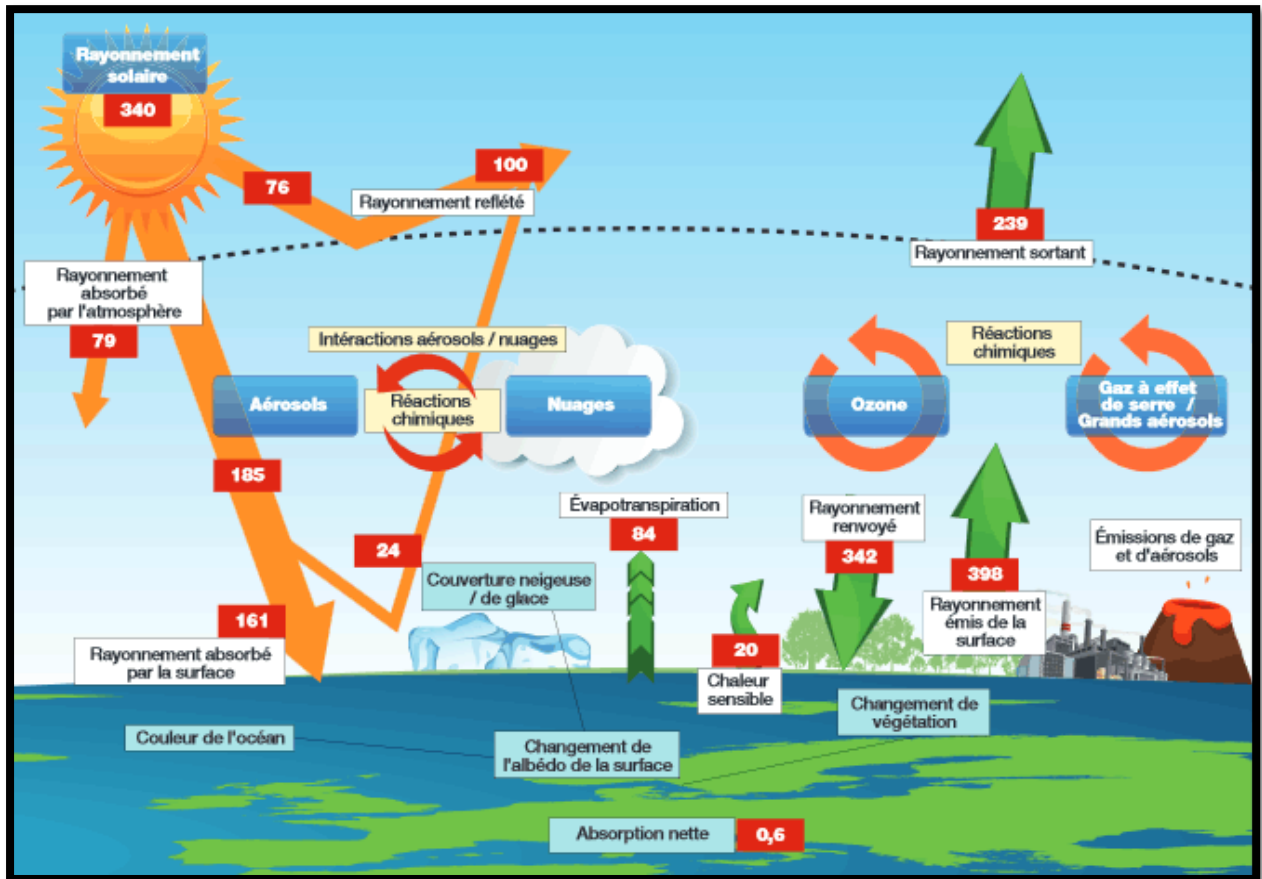 Rayonnement
solaire
340
76
100
Rayonnement reflété
239
Rayonnement sortant
Rayonnement
absorbé
par l'atmosphère
79
Intéractions aérosols / nuages
Réactions
chimiques
Aérosols
Réactions
chimiques
Nuages
Ozone
Gaz à effet
de serre /
Grands aérosols
185
Évapotranspiration
84
Rayonnement
renvoyé
342
Émissions de gaz
et d'aérosols
24
Couverture neigeuse
/ de glace
398
Rayonnement
émis de la
surface
161
Rayonnement absorbé
par la surface
20
Chaleur
sensible
Changement de
végétation
Couleur de l'océan
Changement de
l'albédo de la surface
Absorption nette
0,6